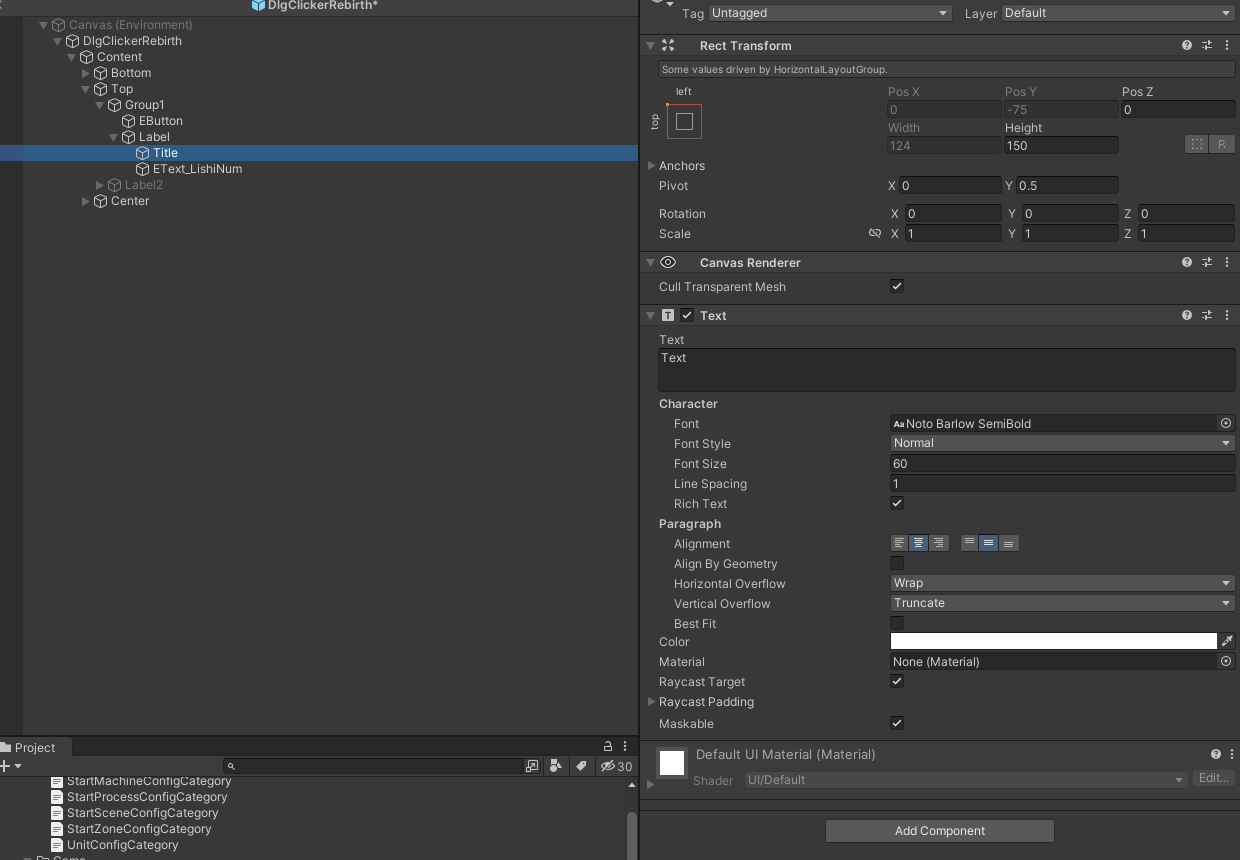 DlgClickerRebirth*
Canvas (Environment)
DlgClickerRebirth
Content
Bottom
Top
Group1
EButton
Label
Title
EText_LishiNum
Label2
Center
Project
30
StartMachineConfigCategory
StartProcessConfigCategory
StartSceneConfigCategory
StartZoneConfigCategory
UnitConfigCategory
Tag Untagged Layer Default
Rect Transform
Some values driven by HorizontalLayoutGroup.
left Pos X Pos Y Pos Z
top 0 -75 0
Width Height
124 150 R
Anchors
Pivot X 0 Y 0.5
Rotation X 0 Y 0 Z 0
Scale X 1 Y 1 Z 1
Canvas Renderer
Cull Transparent Mesh
T Text
Text
Text
Character
Font Aa Noto Barlow SemiBold
Font Style Normal
Font Size 60
Line Spacing 1
Rich Text
Paragraph
Alignment
Align By Geometry
Horizontal Overflow Wrap
Vertical Overflow Truncate
Best Fit
Color
Material None (Material)
Raycast Target
Raycast Padding
Maskable
Default UI Material (Material)
Shader UI/Default Edit...
Add Component